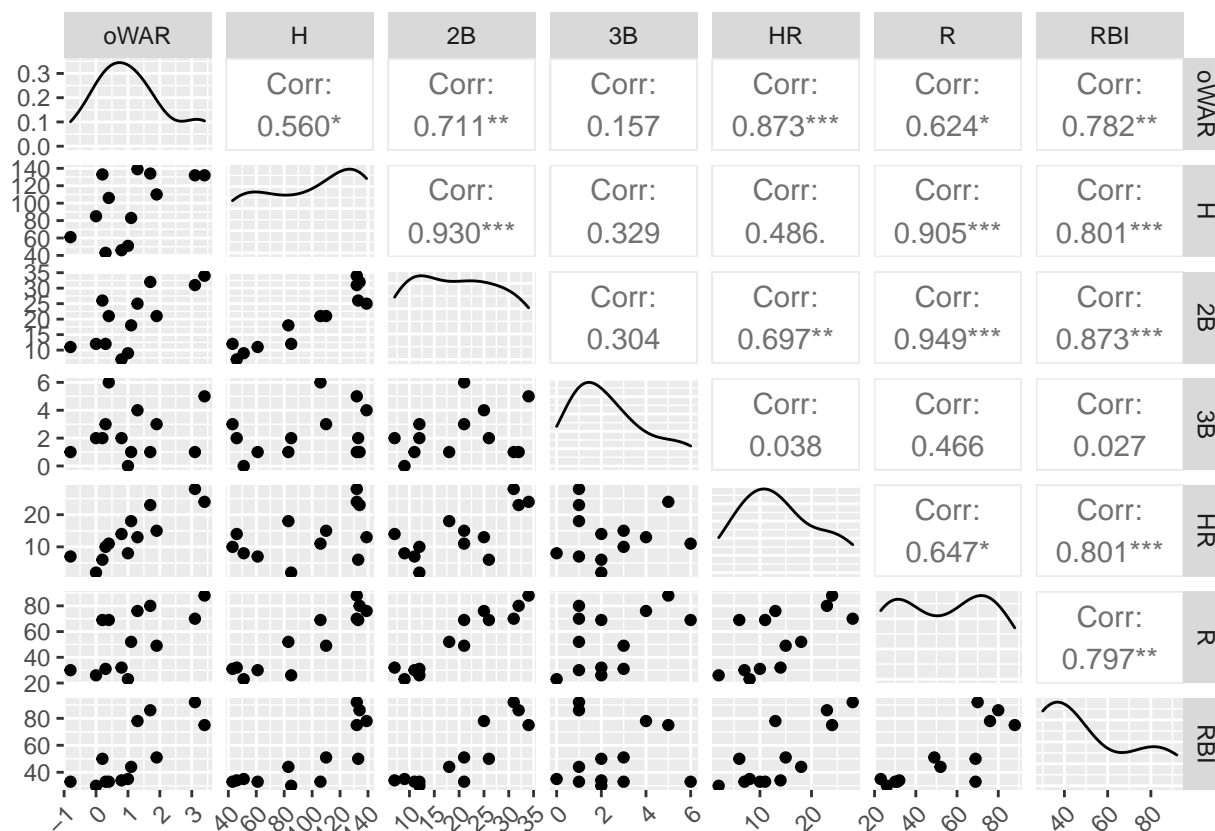 oWAR H 2B 3B HR R RBI
0.3
0.2
0.1
0.0
Corr:
0.560*
Corr:
0.711**
Corr:
0.157
Corr:
0.873***
Corr:
0.624*
Corr:
0.782**
oWAR
140
120
100
80
60
40
Corr:
0.930***
Corr:
0.329
Corr:
0.486.
Corr:
0.905***
Corr:
0.801***
H
35
30
25
20
15
10
Corr:
0.304
Corr:
0.697**
Corr:
0.949***
Corr:
0.873***
2B
6
4
2
0
Corr:
0.038
Corr:
0.466
Corr:
0.027
3B
20
10
Corr:
0.647*
Corr:
0.801***
HR
80
60
40
20
Corr:
0.797**
R
80
60
40
RBI
−1 0 1 2 3
40 60 80 100 120 140
10 15 20 25 30 35
0 2 4 6
10 20
20 40 60 80
40 60 80